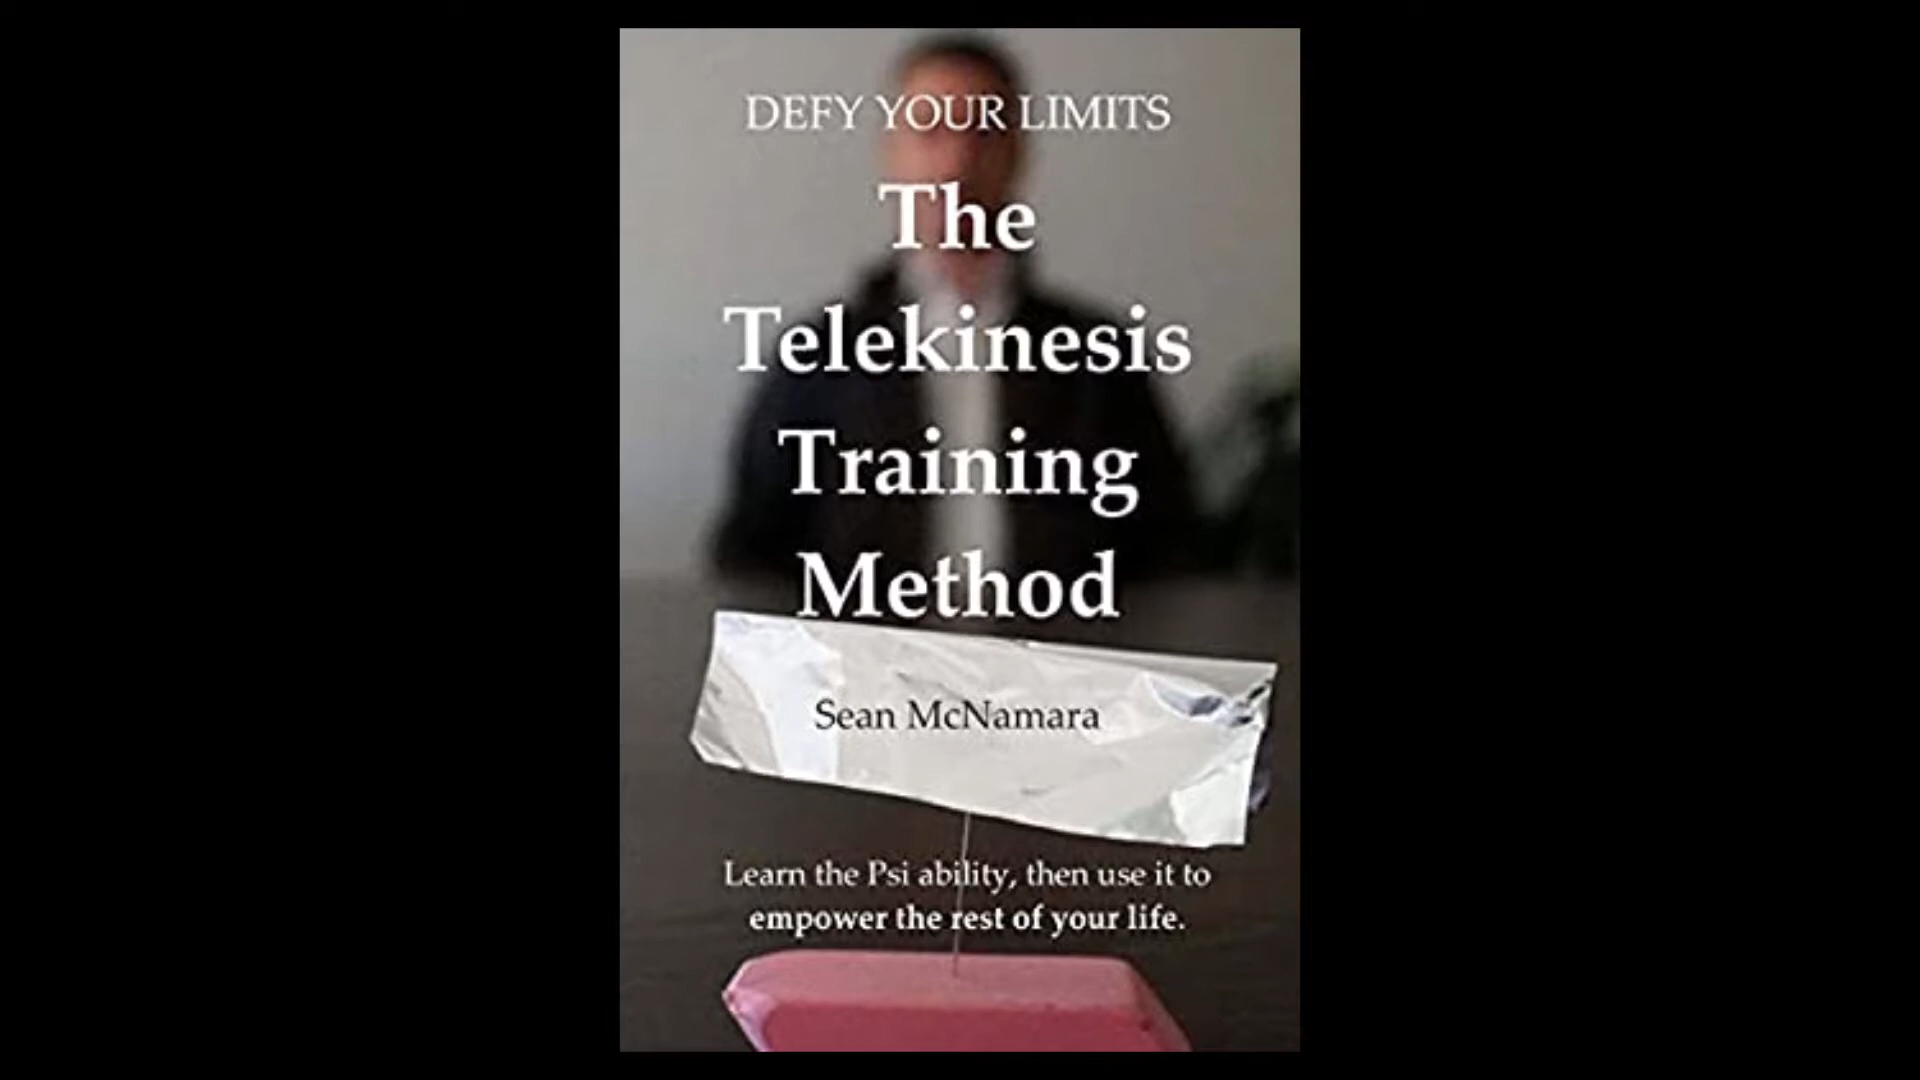 DEFY YOUR LIMITS
The
Telekinesis
Training
Method
Sean McNamara
Learn the Psi ability, then use it to
empower the rest of your life.